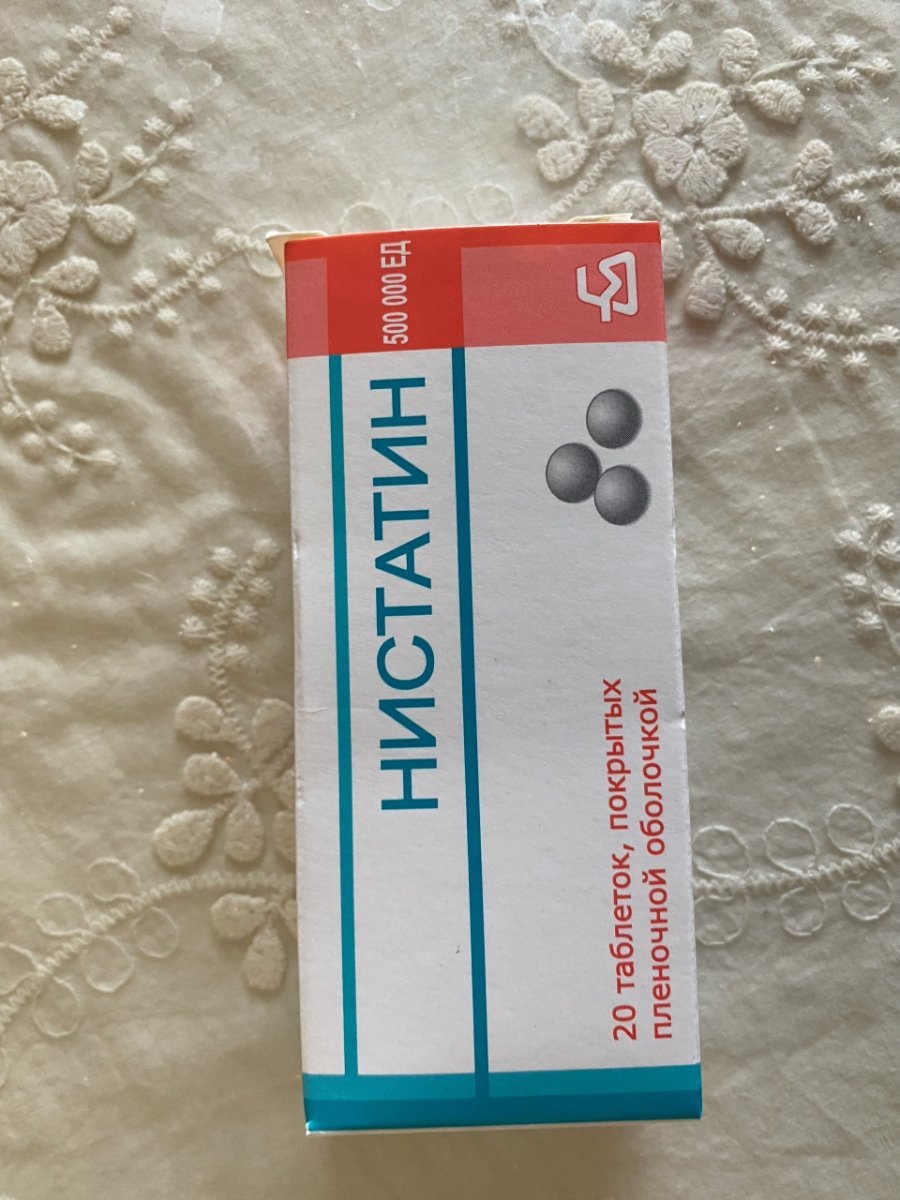 НИСТАТИН
500 000 ЕД
20 таблеток, покрытых
пленочной оболочкой